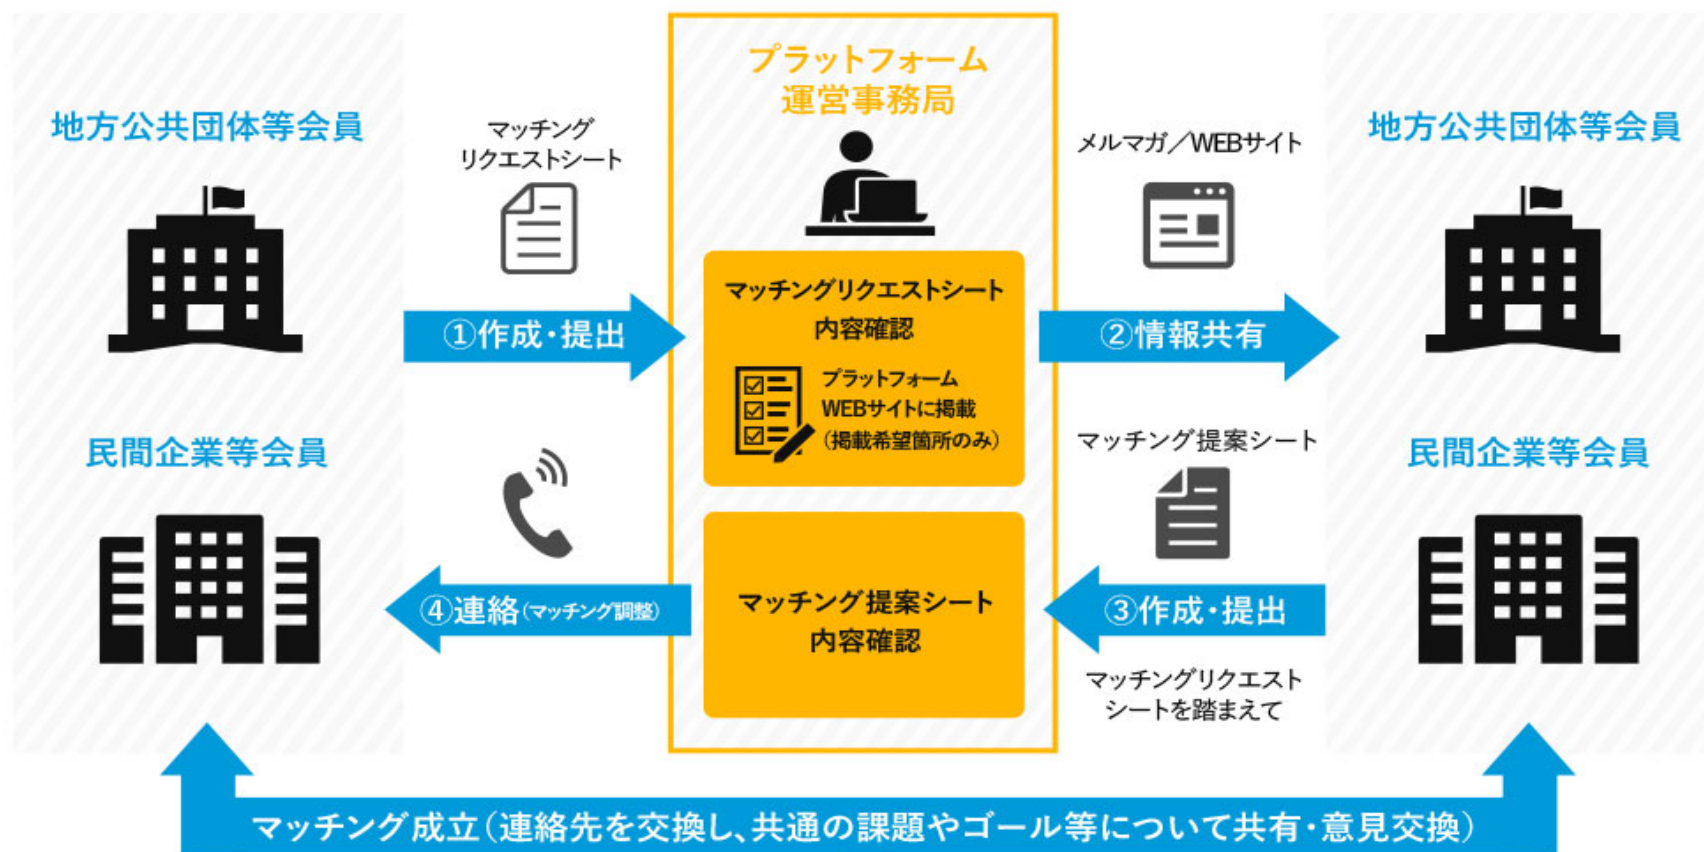 地方公共団体等会員
民間企業等会員
マッチング
リクエストシート
①作成・提出
④連絡(マッチング調整)
プラットフォーム
運営事務局
マッチングリクエストシート
内容確認
プラットフォーム
WEBサイトに掲載
(掲載希望箇所のみ)
マッチング提案シート
内容確認
メルマガ／WEBサイト
②情報共有
マッチング提案シート
③作成・提出
マッチングリクエスト
シートを踏まえて
地方公共団体等会員
民間企業等会員
マッチング成立(連絡先を交換し、共通の課題やゴール等について共有・意見交換)